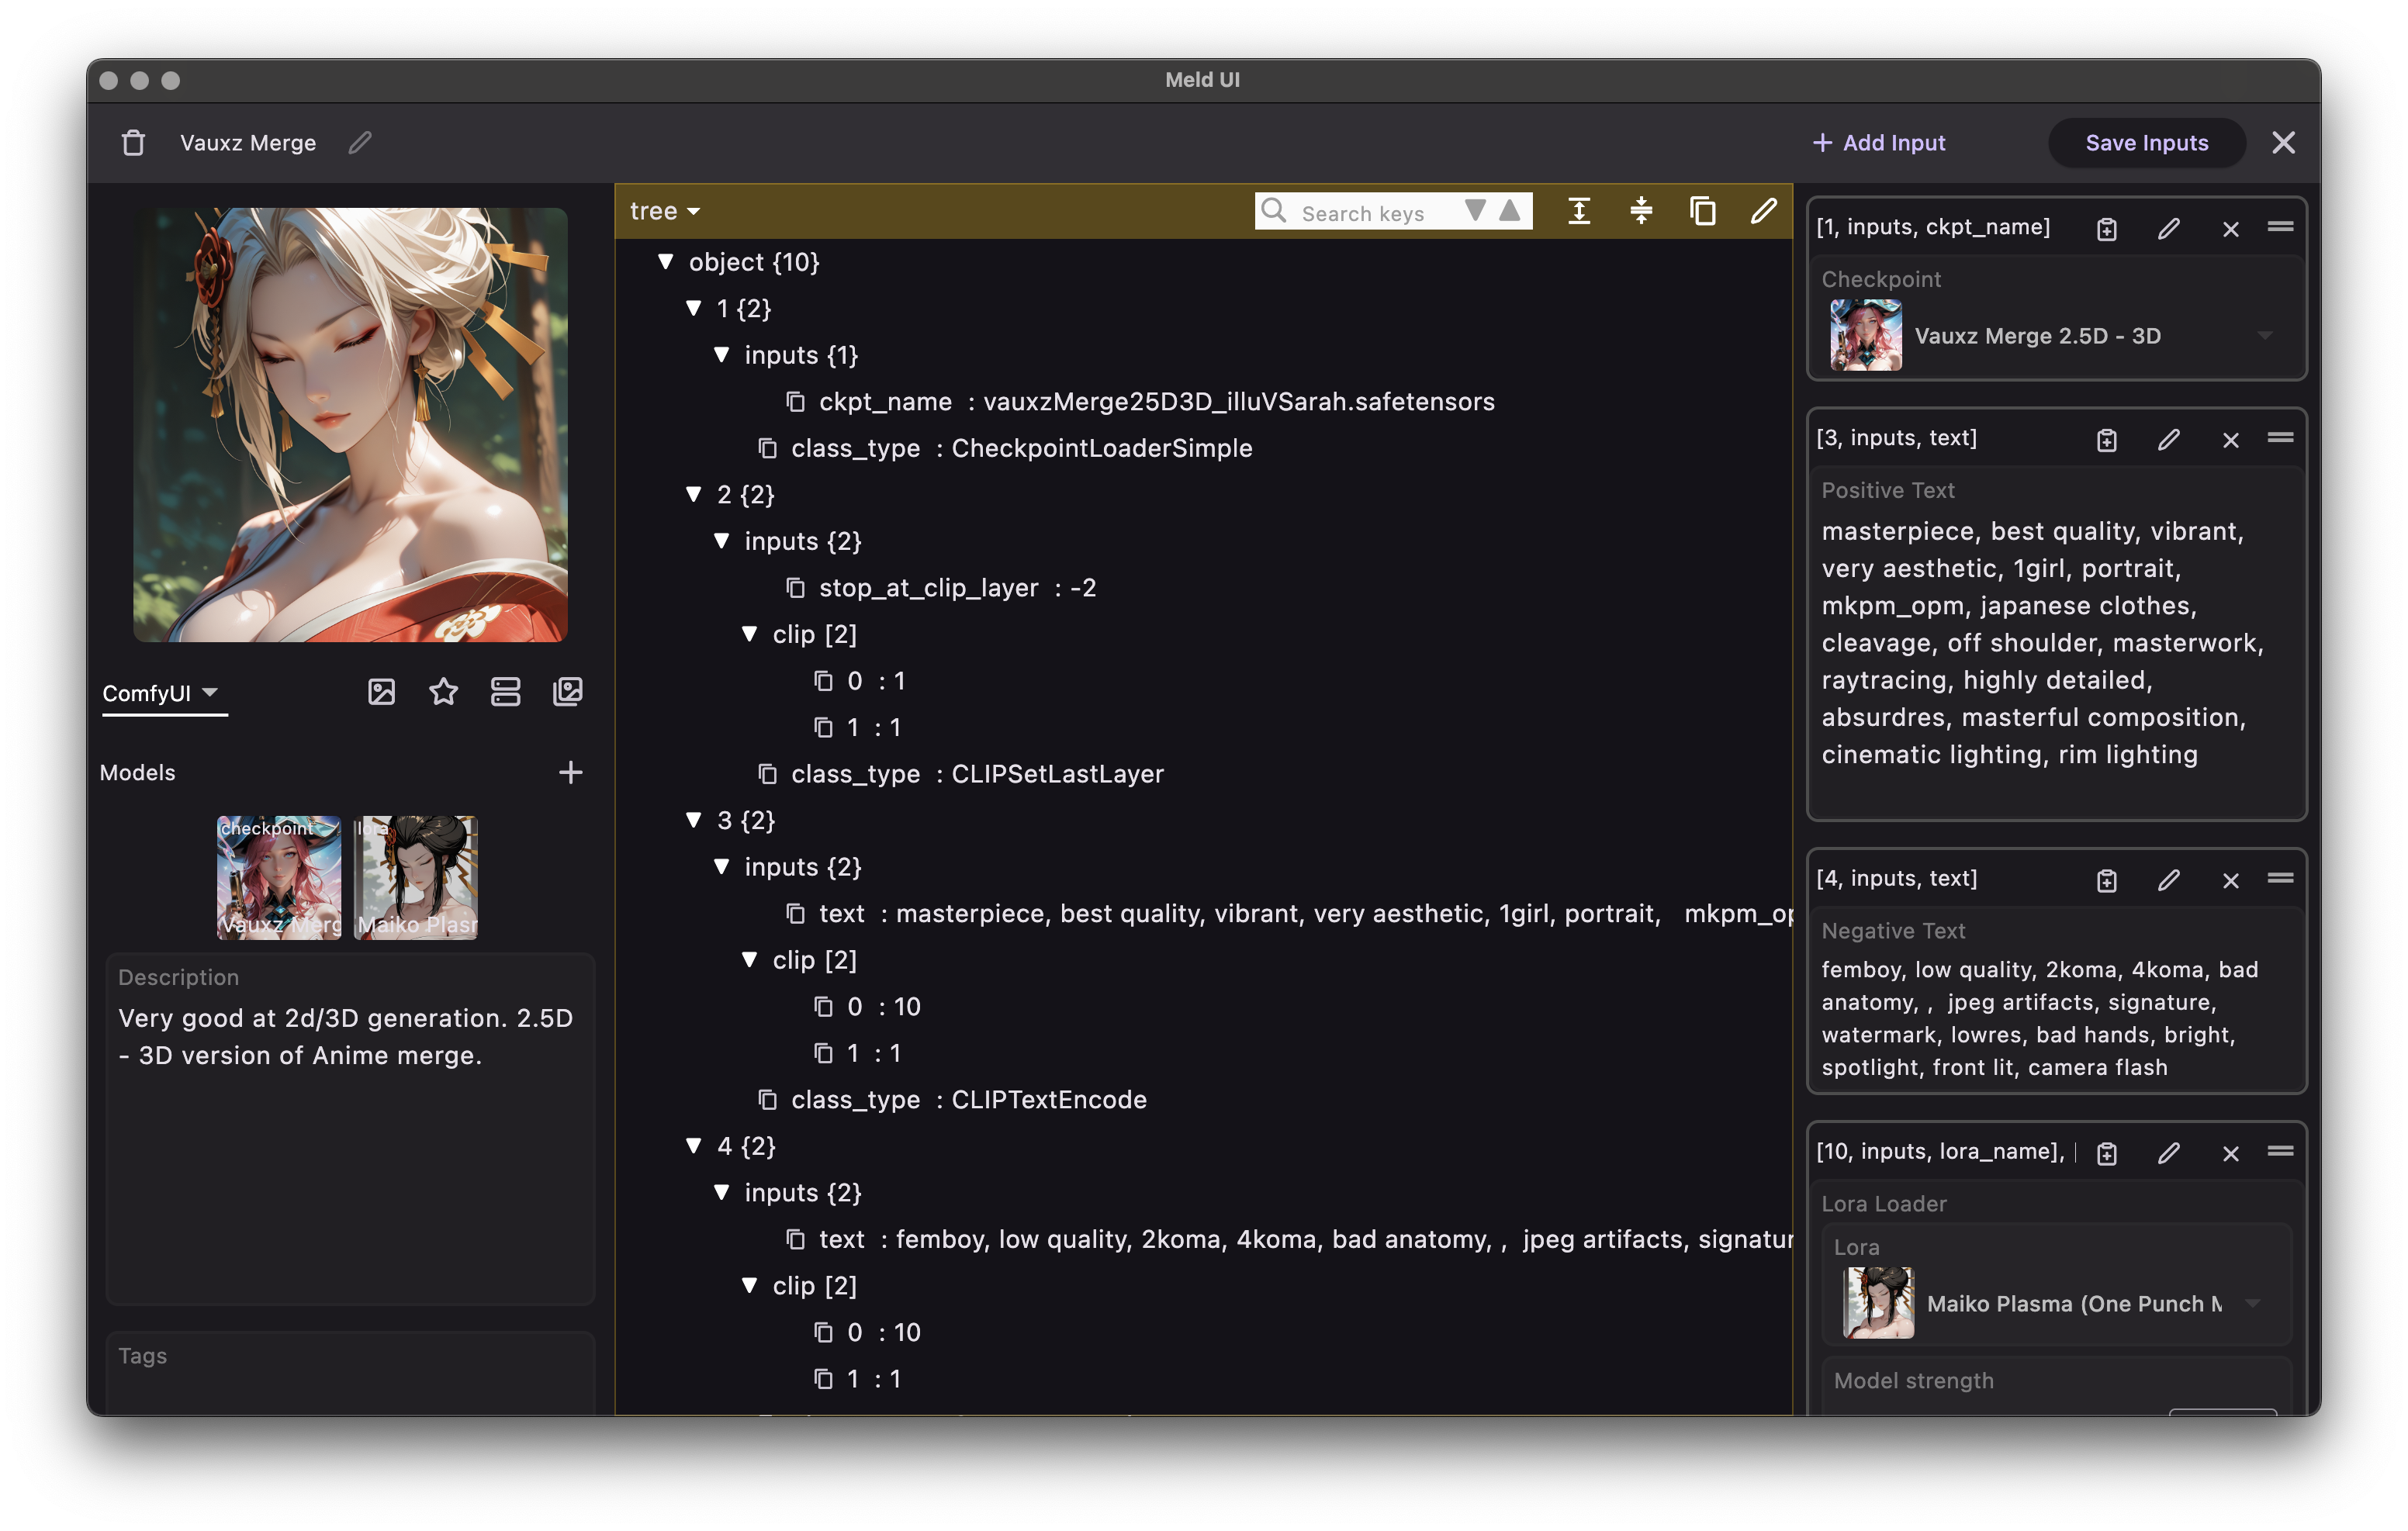 Meld UI
Vauxz Merge
Add Input
Save Inputs
ComfyUI
Models
checkpoint
Vauxz Merg
lora
Maiko Plasm
Description
Very good at 2d/3D generation. 2.5D
- 3D version of Anime merge.
Tags
tree
Search keys
object {10}
1 {2}
inputs {1}
ckpt_name : vauxzMerge25D3D_illuVSarah.safetensors
class_type : CheckpointLoaderSimple
2 {2}
inputs {2}
stop_at_clip_layer : -2
clip [2]
0 : 1
1 : 1
class_type : CLIPSetLastLayer
3 {2}
inputs {2}
text : masterpiece, best quality, vibrant, very aesthetic, 1girl, portrait, mkpm_op
clip [2]
0 : 10
1 : 1
class_type : CLIPTextEncode
4 {2}
inputs {2}
text : femboy, low quality, 2koma, 4koma, bad anatomy, , jpeg artifacts, signatur
clip [2]
0 : 10
1 : 1
[1, inputs, ckpt_name]
Checkpoint
Vauxz Merge 2.5D - 3D
[3, inputs, text]
Positive Text
masterpiece, best quality, vibrant,
very aesthetic, 1girl, portrait,
mkpm_opm, japanese clothes,
cleavage, off shoulder, masterwork,
raytracing, highly detailed,
absurdres, masterful composition,
cinematic lighting, rim lighting
[4, inputs, text]
Negative Text
femboy, low quality, 2koma, 4koma, bad
anatomy, , jpeg artifacts, signature,
watermark, lowres, bad hands, bright,
spotlight, front lit, camera flash
[10, inputs, lora_name],
Lora Loader
Lora
Maiko Plasma (One Punch M
Model strength